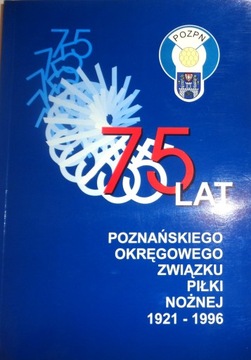 POZPN
75
75
75
75 LAT
POZNAŃSKIEGO
OKRĘGOWEGO
ZWIĄZKU
PIŁKI
NOŻNEJ
1921 - 1996